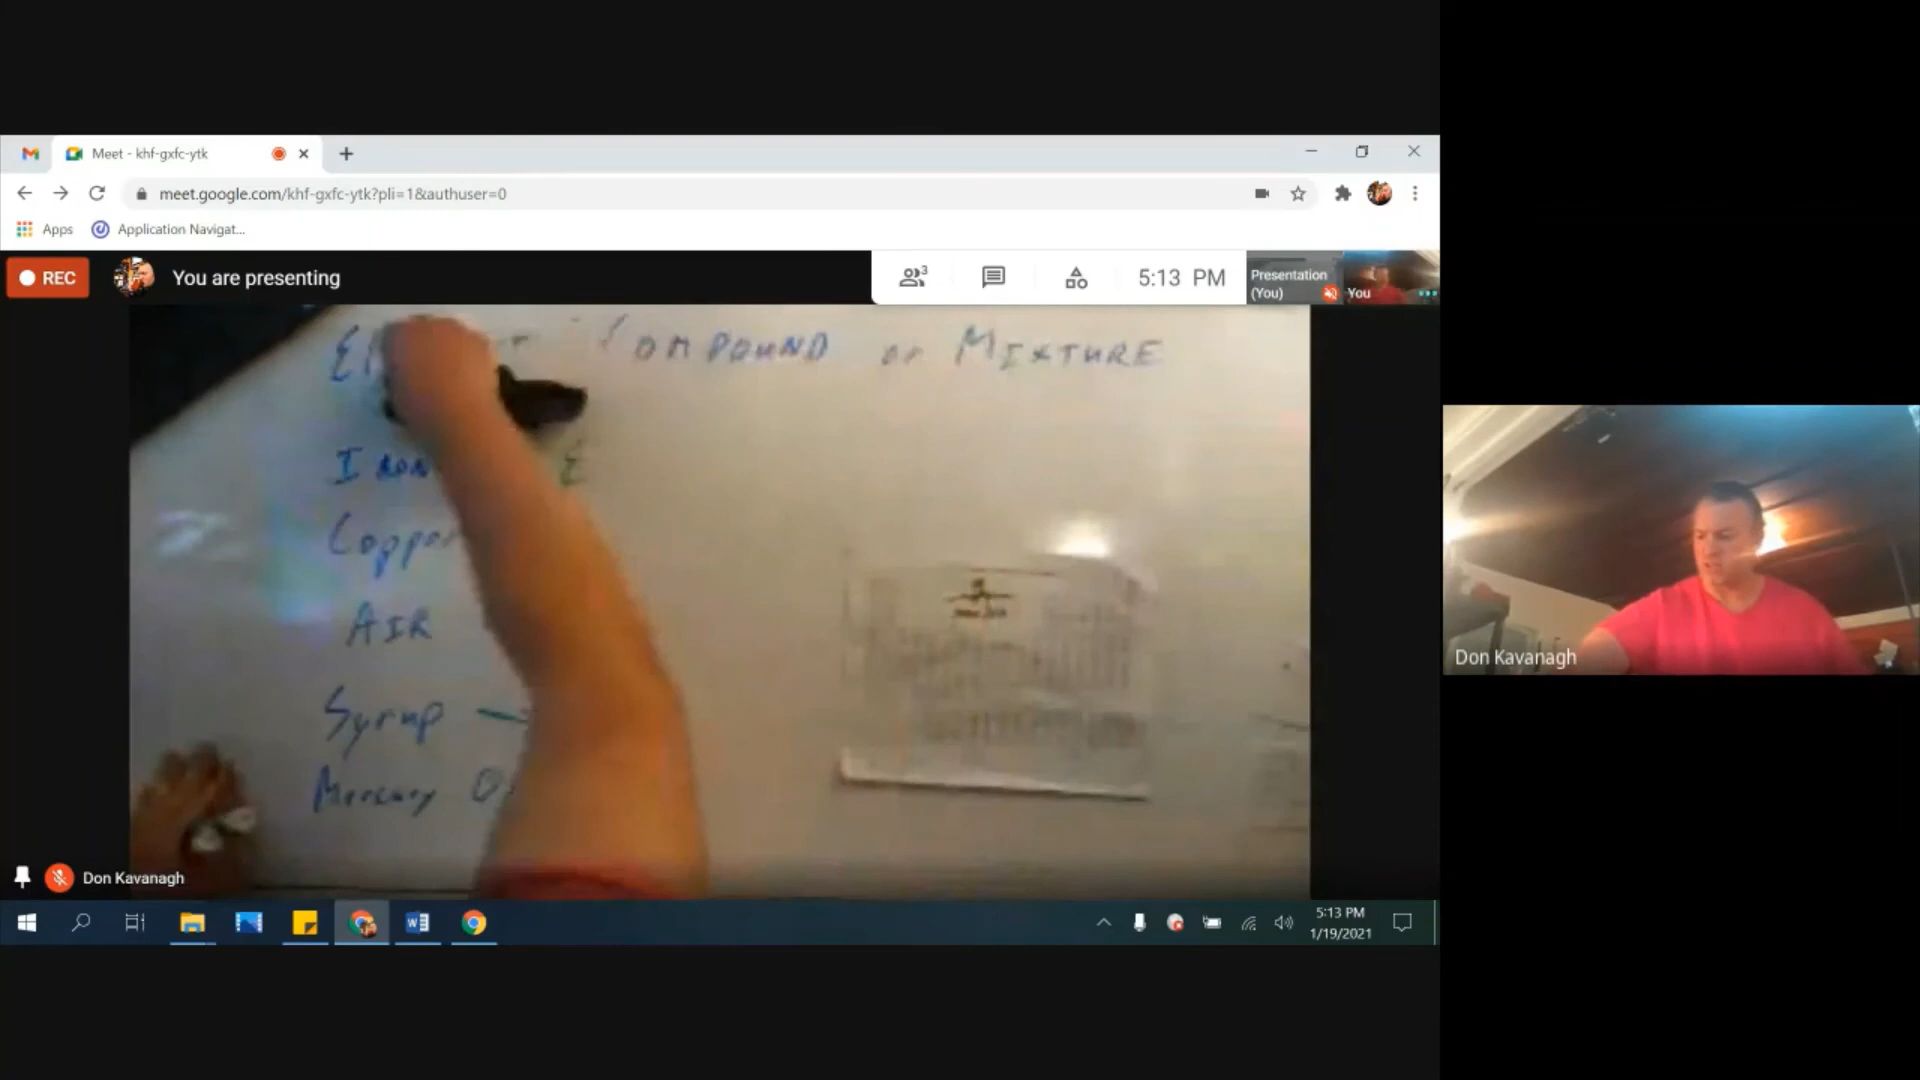 Meet - khf-gxfc-ytk
meet.google.com/khf-gxfc-ytk?pli=1&authuser=0
Apps
Application Navigat...
REC
You are presenting
3
5:13 PM
Presentation
(You)
You
COMPOUND or MIXTURE
IRON E
Copper
AIR
Syrup
Mercury
Don Kavanagh
Don Kavanagh
5:13 PM
1/19/2021